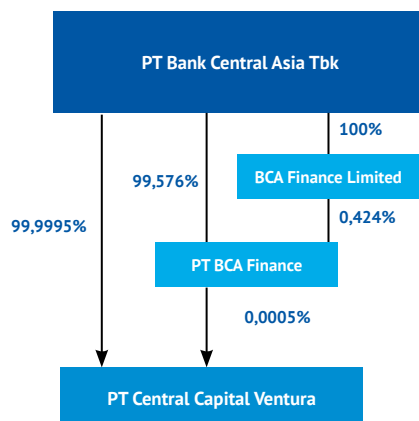 PT Bank Central Asia Tbk
100%
99,576%
BCA Finance Limited
99,9995%
0,424%
PT BCA Finance
0,0005%
PT Central Capital Ventura